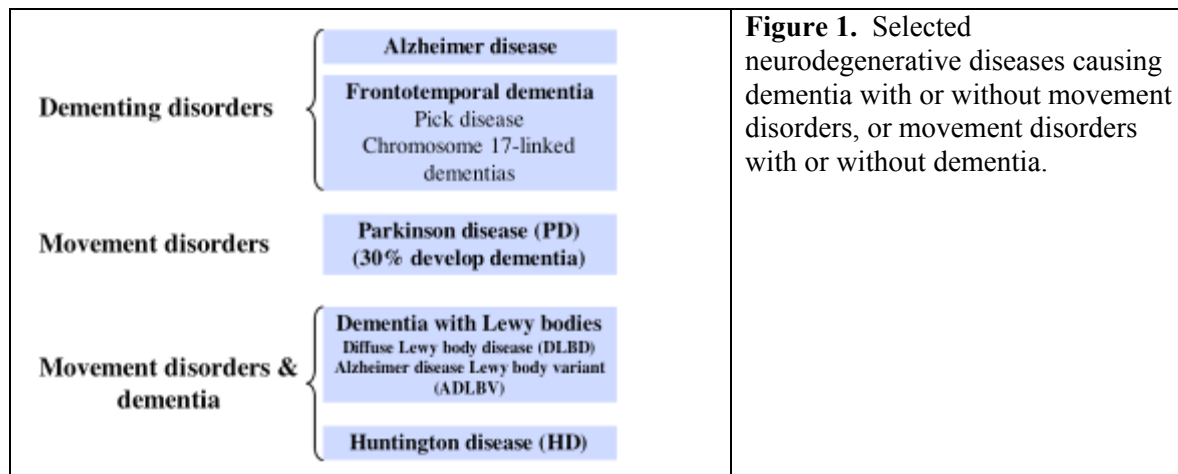 Dementing disorders
Alzheimer disease
Frontotemporal dementia
Pick disease
Chromosome 17-linked
dementias
Movement disorders
Parkinson disease (PD)
(30% develop dementia)
Movement disorders &
dementia
Dementia with Lewy bodies
Diffuse Lewy body disease (DLBD)
Alzheimer disease Lewy body variant
(ADLBV)
Huntington disease (HD)
Figure 1. Selected
neurodegenerative diseases causing
dementia with or without movement
disorders, or movement disorders
with or without dementia.